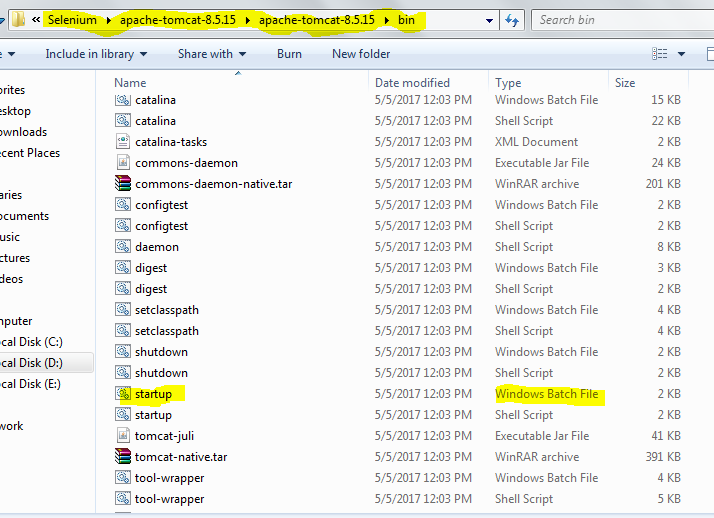 « Selenium ▸ apache-tomcat-8.5.15 ▸ apache-tomcat-8.5.15 ▸ bin Search bin
Include in library Share with Burn New folder
Name Date modified Type Size
catalina 5/5/2017 12:03 PM Windows Batch File 15 KB
catalina 5/5/2017 12:03 PM Shell Script 22 KB
catalina-tasks 5/5/2017 12:03 PM XML Document 2 KB
commons-daemon 5/5/2017 12:03 PM Executable Jar File 24 KB
commons-daemon-native.tar 5/5/2017 12:03 PM WinRAR archive 201 KB
configtest 5/5/2017 12:03 PM Windows Batch File 2 KB
configtest 5/5/2017 12:03 PM Shell Script 2 KB
daemon 5/5/2017 12:03 PM Shell Script 8 KB
digest 5/5/2017 12:03 PM Windows Batch File 3 KB
digest 5/5/2017 12:03 PM Shell Script 2 KB
setclasspath 5/5/2017 12:03 PM Windows Batch File 4 KB
setclasspath 5/5/2017 12:03 PM Shell Script 4 KB
shutdown 5/5/2017 12:03 PM Windows Batch File 2 KB
shutdown 5/5/2017 12:03 PM Shell Script 2 KB
startup 5/5/2017 12:03 PM Windows Batch File 2 KB
startup 5/5/2017 12:03 PM Shell Script 2 KB
tomcat-juli 5/5/2017 12:03 PM Executable Jar File 41 KB
tomcat-native.tar 5/5/2017 12:03 PM WinRAR archive 391 KB
tool-wrapper 5/5/2017 12:03 PM Windows Batch File 4 KB
tool-wrapper 5/5/2017 12:03 PM Shell Script 5 KB
orites
esktop
ownloads
ecent Places
aries
ocuments
usic
ctures
deos
mputer
cal Disk (C:)
cal Disk (D:)
cal Disk (E:)
work